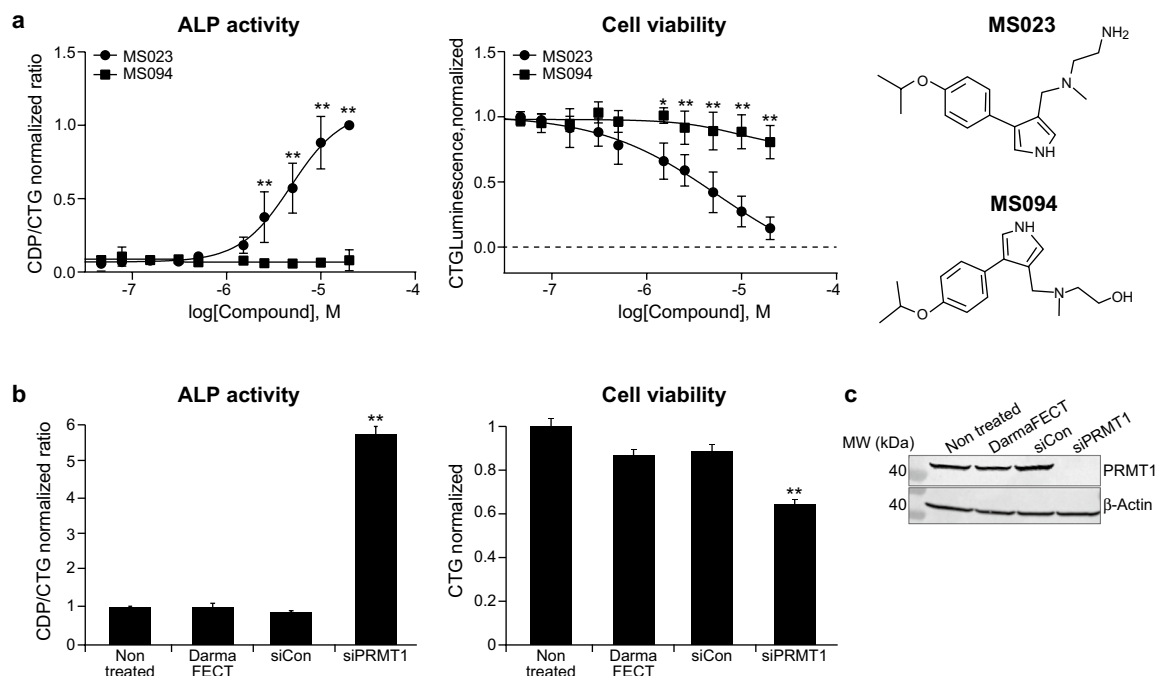 a
ALP activity
MS023
MS094
CDP/CTG normalized ratio
1.5
1.0
0.5
0.0
-7
-6
-5
-4
log[Compound], M
** ** ** **
Cell viability
MS023
MS094
CTGLuminescence,normalized
1.5
1.0
0.5
0.0
* ** ** ** **
-7
-6
-5
-4
log[Compound], M
MS023
NH2
O
N
CH3
NH
MS094
NH
O
N
OH
b
ALP activity
CDP/CTG normalized ratio
6
5
4
3
2
1
0
**
Non treated
Darma FECT
siCon
siPRMT1
Cell viability
CTG normalized
1
0.8
0.6
0.4
0.2
0
**
Non treated
Darma FECT
siCon
siPRMT1
c
MW (kDa)
Non treated
DarmaFECT
siCon
siPRMT1
40
PRMT1
40
β-Actin